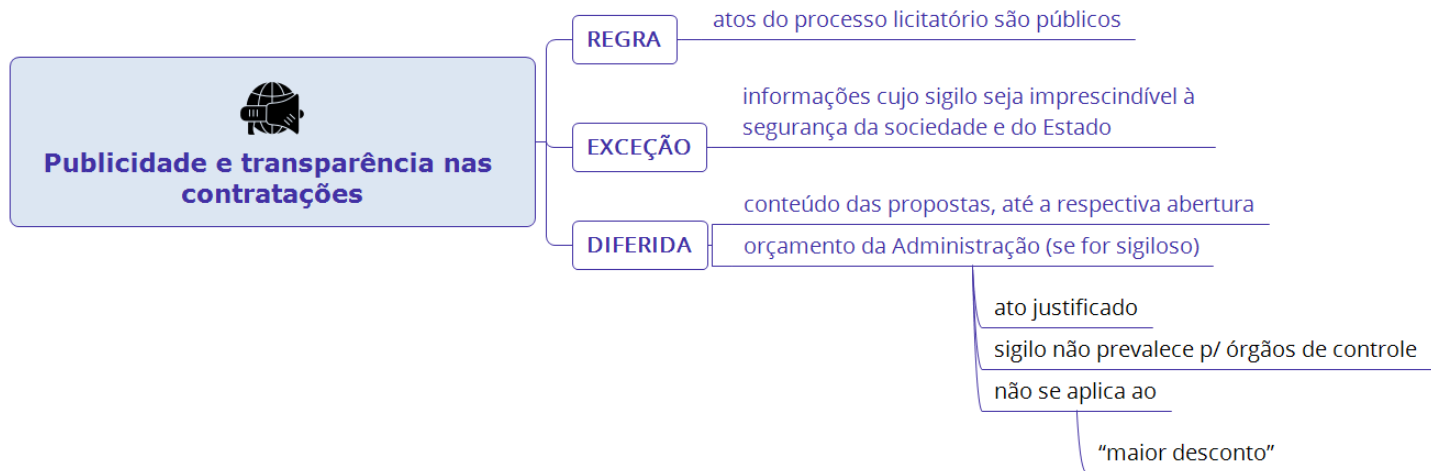 Publicidade e transparência nas
contratações
REGRA
atos do processo licitatório são públicos
EXCEÇÃO
informações cujo sigilo seja imprescindível à
segurança da sociedade e do Estado
DIFERIDA
conteúdo das propostas, até a respectiva abertura
orçamento da Administração (se for sigiloso)
ato justificado
sigilo não prevalece p/ órgãos de controle
não se aplica ao
“maior desconto”